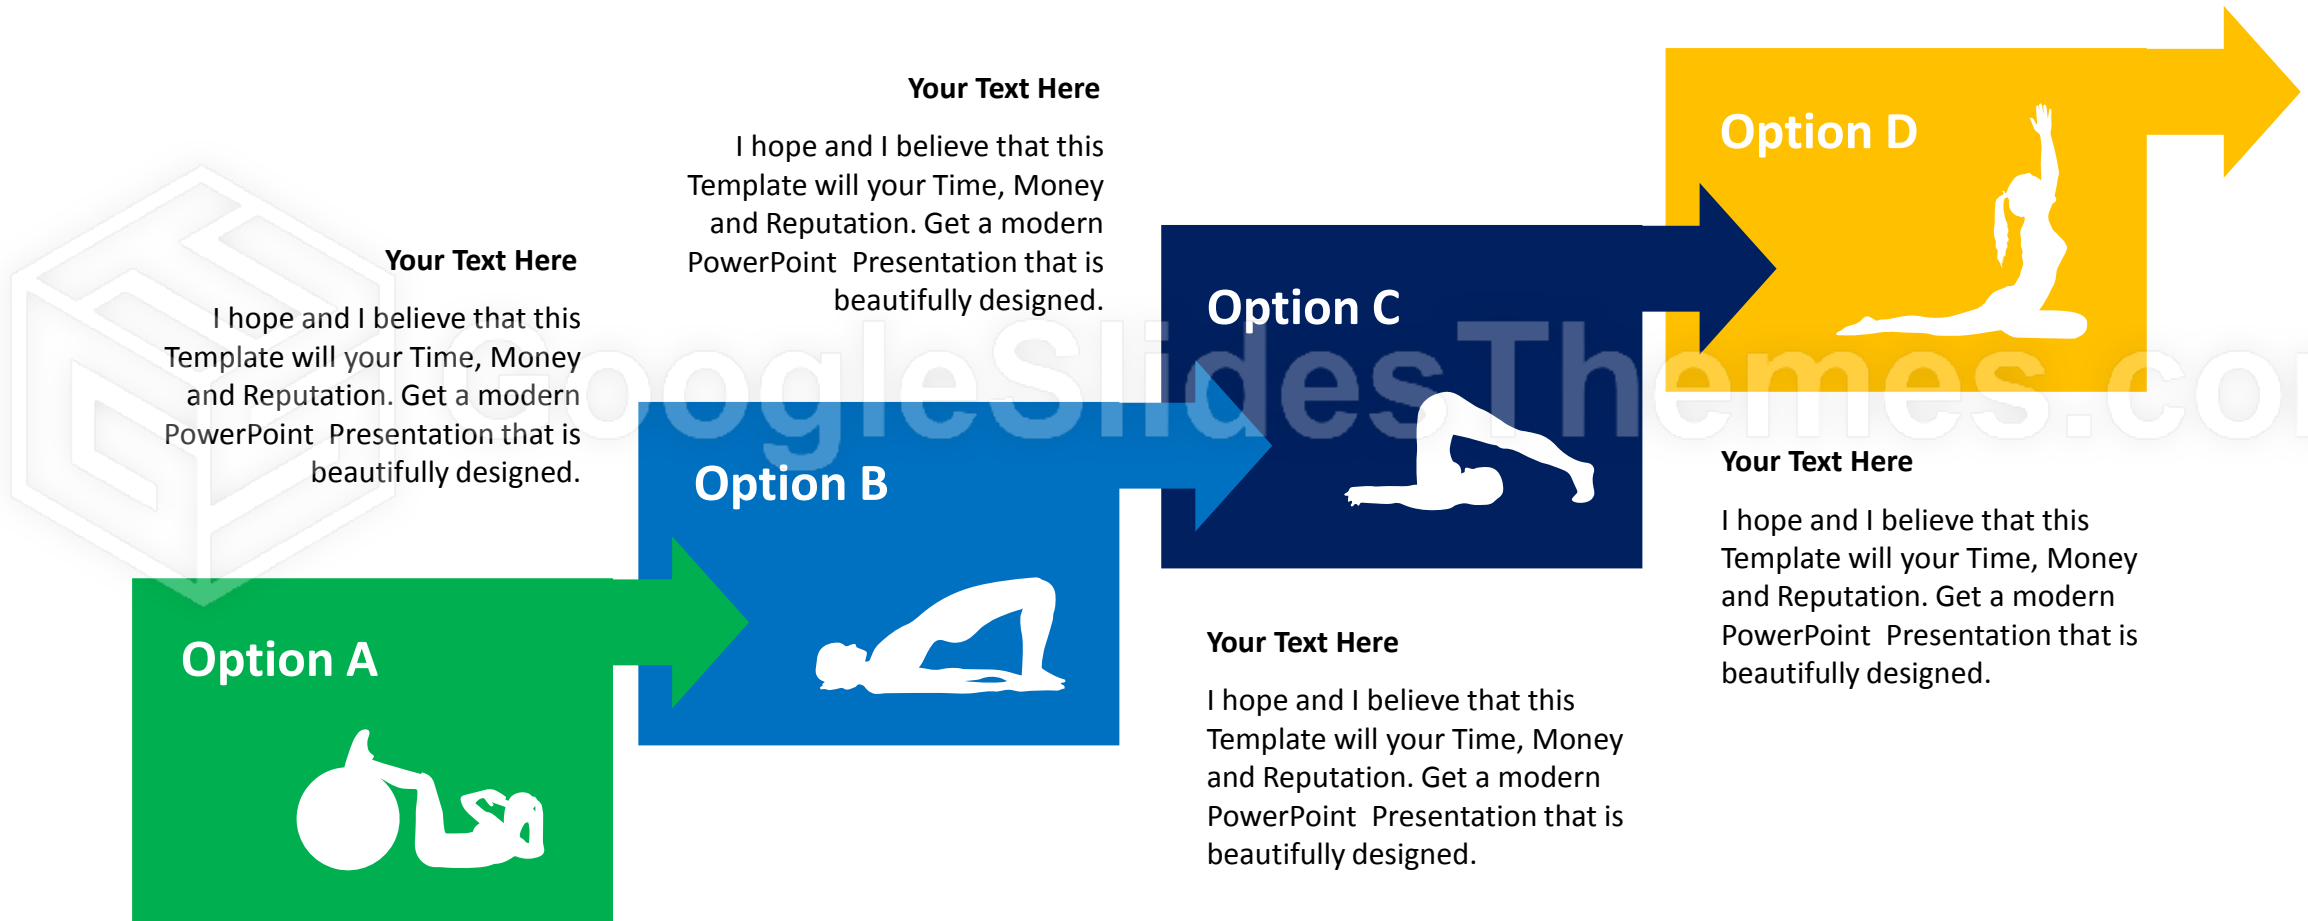 Your Text Here
I hope and I believe that this
Template will your Time, Money
and Reputation. Get a modern
PowerPoint  Presentation that is
beautifully designed.
Option A
Your Text Here
I hope and I believe that this
Template will your Time, Money
and Reputation. Get a modern
PowerPoint  Presentation that is
beautifully designed.
Option B
Option C
Your Text Here
I hope and I believe that this
Template will your Time, Money
and Reputation. Get a modern
PowerPoint  Presentation that is
beautifully designed.
Option D
Your Text Here
I hope and I believe that this
Template will your Time, Money
and Reputation. Get a modern
PowerPoint  Presentation that is
beautifully designed.
GoogleSlidesThemes.co